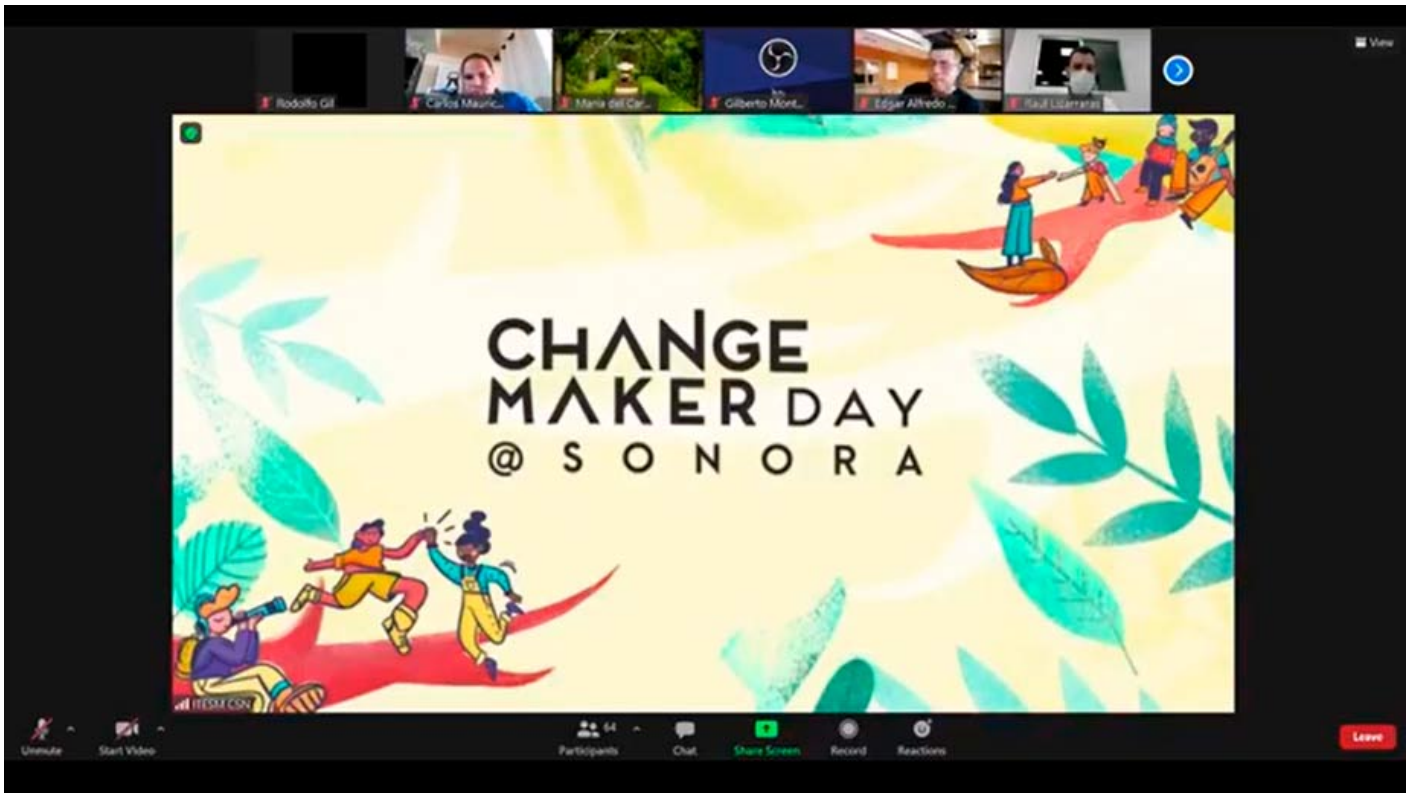 View
Rodolfo Gil
Carlos Mauric...
Maria del Car...
Gilberto Mont...
Edgar Alfredo ...
Raul Lizarraras
CHANGE
MAKER DAY
@SONORA
ITESM CSN
Unmute
Start Video
64
Participants
Chat
Share Screen
Record
Reactions
Leave